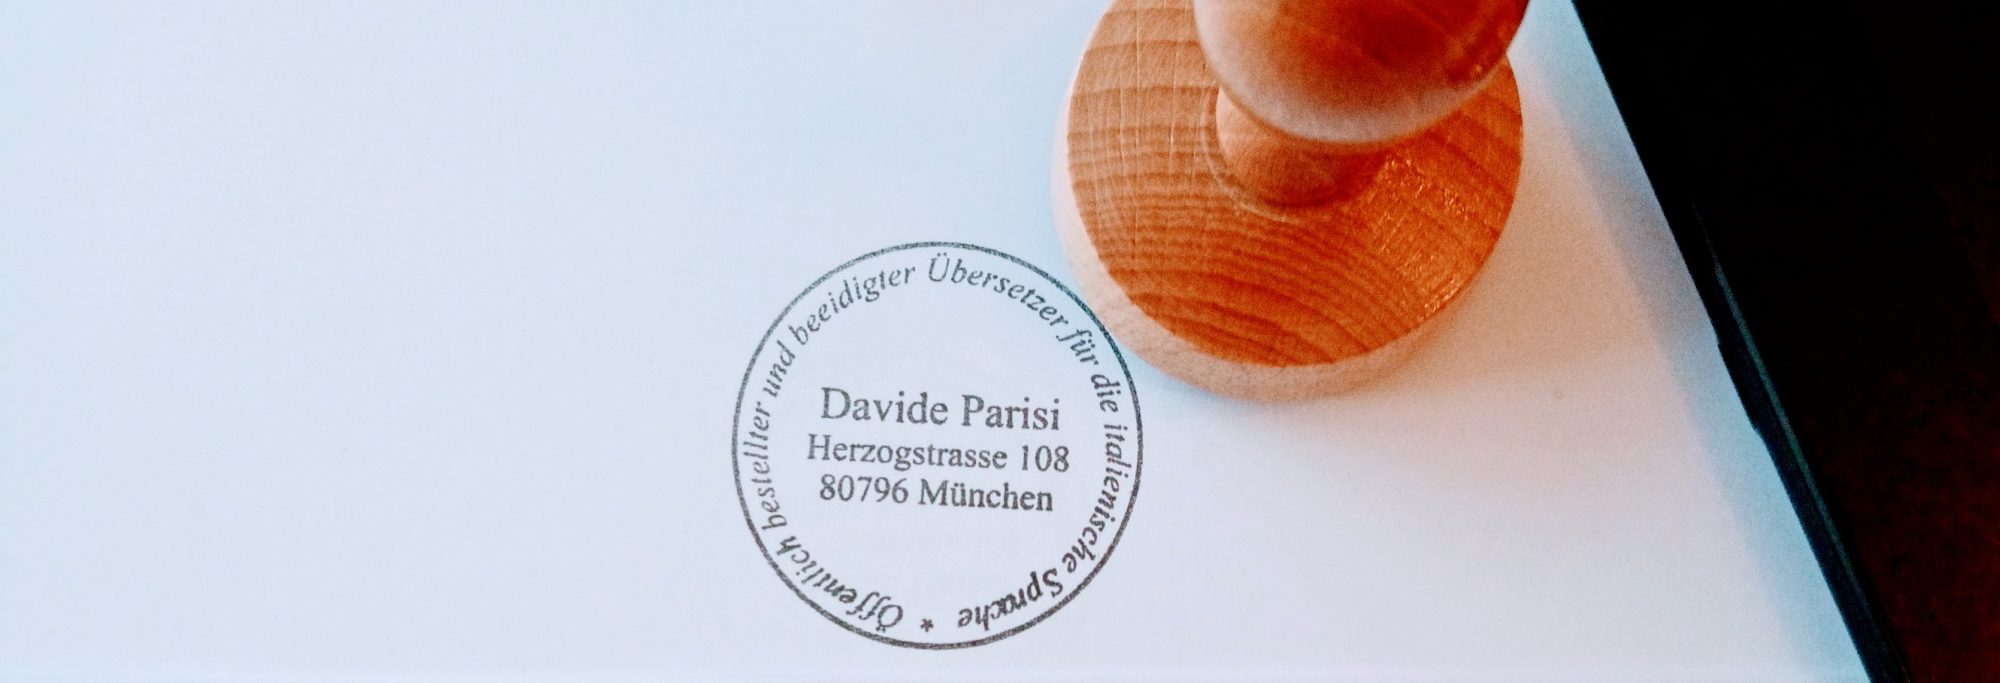 Öffentlich bestellter und beeidigter Übersetzer für die italienische Sprache *
Davide Parisi
Herzogstrasse 108
80796 München